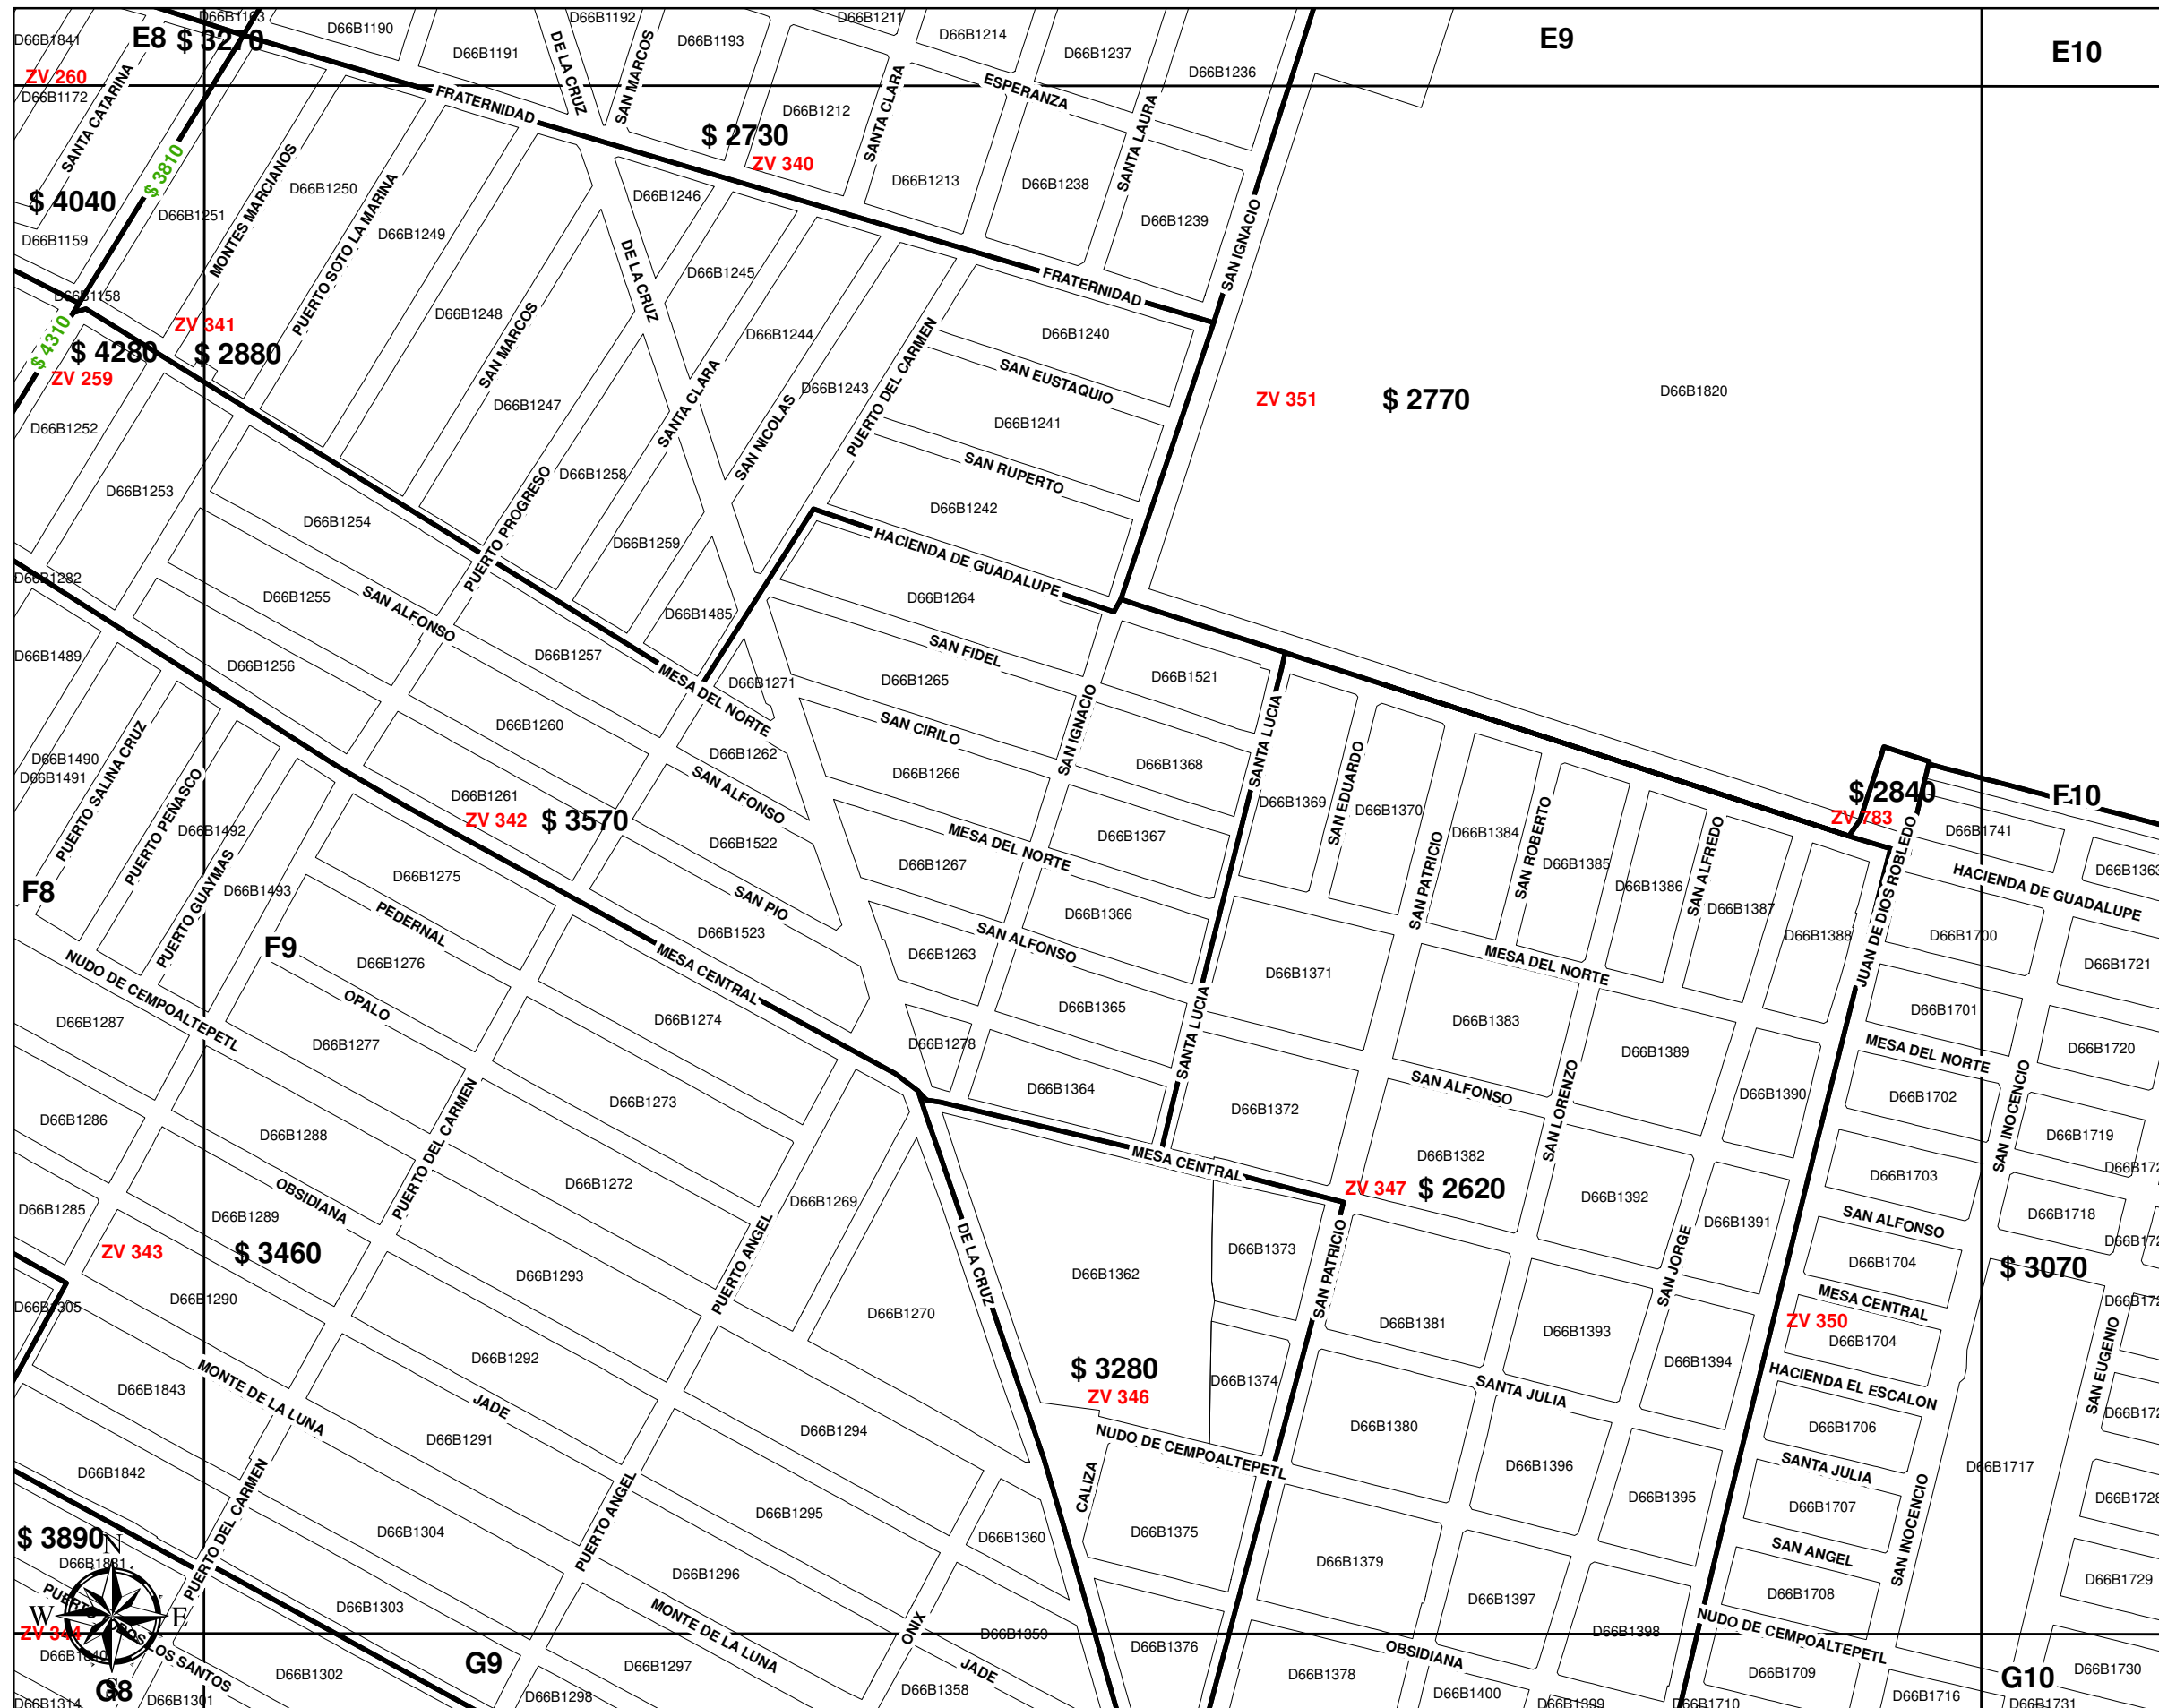 D66B1163
D66B1190
D66B1192
D66B1211
D66B1841
E8
$ 3270
D66B1191
DE LA CRUZ
SAN MARCOS
D66B1193
D66B1214
D66B1237
D66B1236
E9
E10
ZV 260
D66B1172
SANTA CATARINA
FRATERNIDAD
D66B1212
SANTA CLARA
ESPERANZA
SANTA LAURA
$ 2730
ZV 340
$ 3810
MONTES MARCIANOS
D66B1250
PUERTO SOTO LA MARINA
D66B1246
D66B1213
D66B1238
$ 4040
D66B1251
D66B1249
D66B1239
SAN IGNACIO
D66B1159
DE LA CRUZ
D66B1245
FRATERNIDAD
D66B1158
ZV 341
D66B1248
SAN MARCOS
D66B1244
D66B1240
$ 4310
$ 4280
$ 2880
ZV 259
SANTA CLARA
SAN NICOLAS
D66B1243
PUERTO DEL CARMEN
SAN EUSTAQUIO
ZV 351
$ 2770
D66B1820
D66B1252
D66B1247
D66B1241
SAN RUPERTO
D66B1253
D66B1258
PUERTO PROGRESO
D66B1242
D66B1254
D66B1259
HACIENDA DE GUADALUPE
D66B1282
D66B1255
SAN ALFONSO
D66B1485
D66B1264
D66B1489
D66B1256
D66B1257
SAN FIDEL
MESA DEL NORTE
D66B1271
D66B1265
D66B1521
SAN IGNACIO
SANTA LUCIA
D66B1260
SAN CIRILO
D66B1490
D66B1491
PUERTO SALINA CRUZ
PUERTO PEÑASCO
D66B1262
SAN ALFONSO
D66B1266
D66B1368
$ 2840
F10
ZV 783
D66B1261
ZV 342
$ 3570
D66B1369
SAN EDUARDO
D66B1370
SAN PATRICIO
D66B1384
SAN ROBERTO
D66B1385
D66B1386
SAN ALFREDO
D66B1387
D66B1388
JUAN DE DIOS ROBLEDO
D66B1741
D66B1492
PUERTO GUAYMAS
D66B1522
MESA DEL NORTE
D66B1367
D66B1267
D66B1363
HACIENDA DE GUADALUPE
F8
D66B1493
D66B1275
SAN PIO
D66B1366
PEDERNAL
D66B1523
SAN ALFONSO
D66B1700
F9
D66B1276
MESA CENTRAL
D66B1263
D66B1371
MESA DEL NORTE
D66B1721
NUDO DE CEMPOALTEPETL
OPALO
D66B1287
D66B1274
D66B1365
SANTA LUCIA
D66B1383
D66B1701
D66B1277
D66B1278
D66B1389
MESA DEL NORTE
D66B1720
D66B1364
SAN ALFONSO
D66B1390
D66B1702
SAN INOCENCIO
D66B1286
D66B1273
D66B1372
SAN LORENZO
D66B1288
PUERTO DEL CARMEN
D66B1719
MESA CENTRAL
D66B1382
D66B1703
ZV 347
$ 2620
D66B1272
D66B1269
D66B1392
D66B1285
OBSIDIANA
D66B1289
D66B1391
SAN ALFONSO
D66B1718
ZV 343
$ 3460
PUERTO ANGEL
DE LA CRUZ
D66B1373
SAN JORGE
D66B1704
$ 3070
D66B1293
D66B1362
SAN PATRICIO
D66B1305
D66B1290
D66B1270
D66B1381
D66B1393
MESA CENTRAL
ZV 350
D66B1704
SAN EUGENIO
D66B1292
$ 3280
ZV 346
D66B1374
D66B1394
HACIENDA EL ESCALON
MONTE DE LA LUNA
D66B1843
JADE
SANTA JULIA
D66B1294
D66B1380
D66B1706
D66B1291
NUDO DE CEMPOALTEPETL
D66B1396
SANTA JULIA
D66B1717
D66B1842
CALIZA
D66B1395
D66B1707
D66B1728
PUERTO DEL CARMEN
D66B1304
PUERTO ANGEL
D66B1295
D66B1360
D66B1375
$ 3890
N
D66B1831
D66B1379
SAN ANGEL
SAN INOCENCIO
D66B1296
D66B1397
D66B1708
D66B1729
W
E
D66B1303
MONTE DE LA LUNA
ONIX
D66B1359
D66B1376
D66B1398
NUDO DE CEMPOALTEPETL
ZV 344
LOS SANTOS
G9
D66B1302
D66B1297
JADE
OBSIDIANA
D66B1378
D66B1709
G10
D66B1730
G8
D66B1314
D66B1301
D66B1298
D66B1358
D66B1400
D66B1399
D66B1710
D66B1716
D66B1731